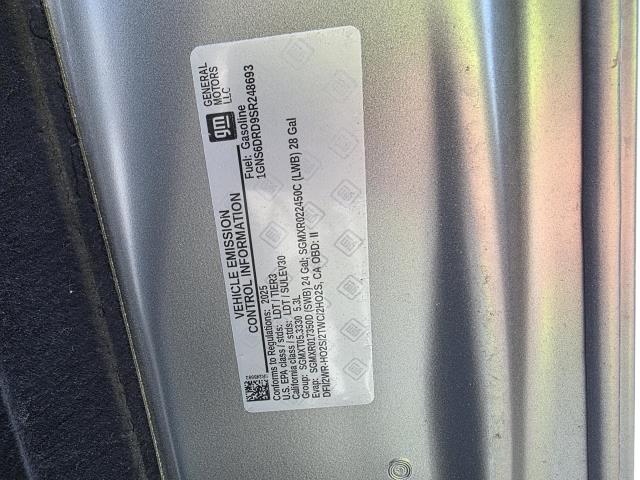 VEHICLE EMISSION
CONTROL INFORMATION
gm
GENERAL
MOTORS
LLC
Conforms to Regulations: 2025
Fuel: Gasoline
U.S. EPA class / stds: LDT / TIER3
1GNS6DRD9SR248693
California class / stds: LDT / SULEV30
Group: SGMXT05.3330 5.3L
Evap: SGMXR017350D (SWB) 24 Gal; SGMXR022450C (LWB) 28 Gal
DFI/2WR-HO2S/2TWC/2HO2S, CA OBD: II